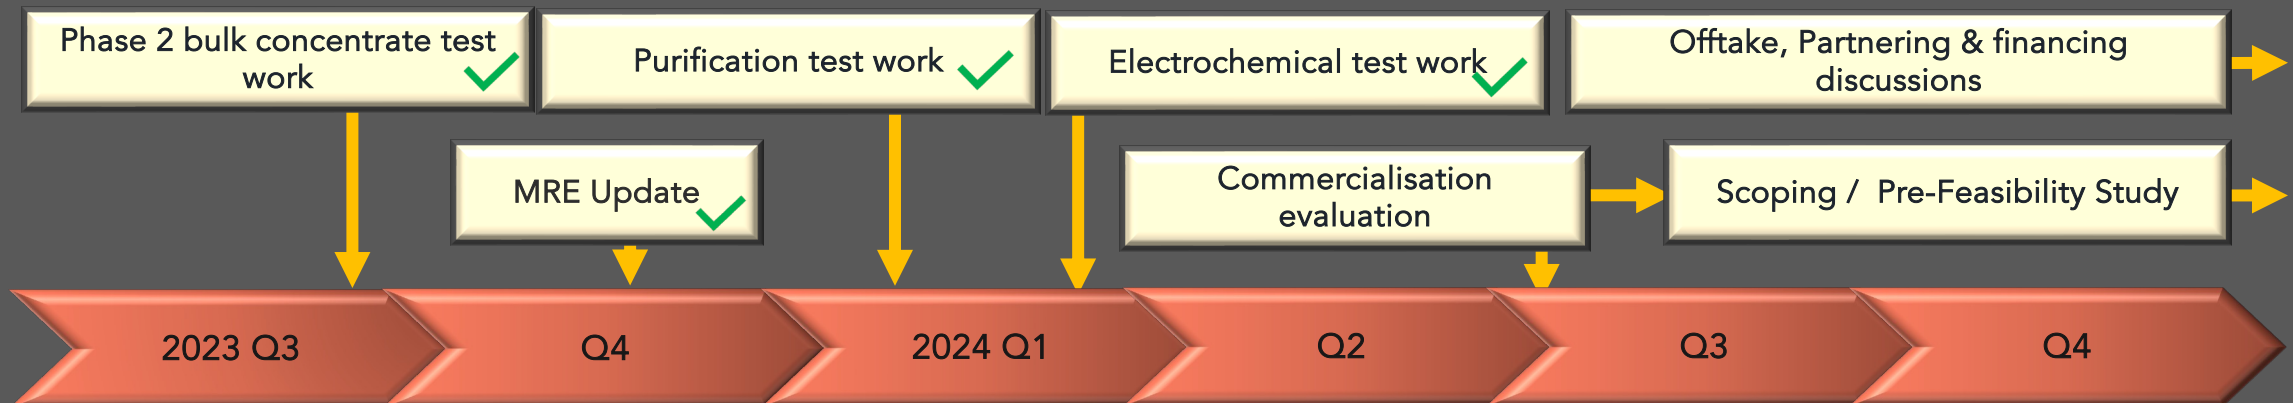 Phase 2 bulk concentrate test
work
Purification test work
Electrochemical test work
Offtake, Partnering & financing
discussions
MRE Update
Commercialisation
evaluation
Scoping /  Pre-Feasibility Study
2023 Q3
Q4
2024 Q1
Q2
Q3
Q4